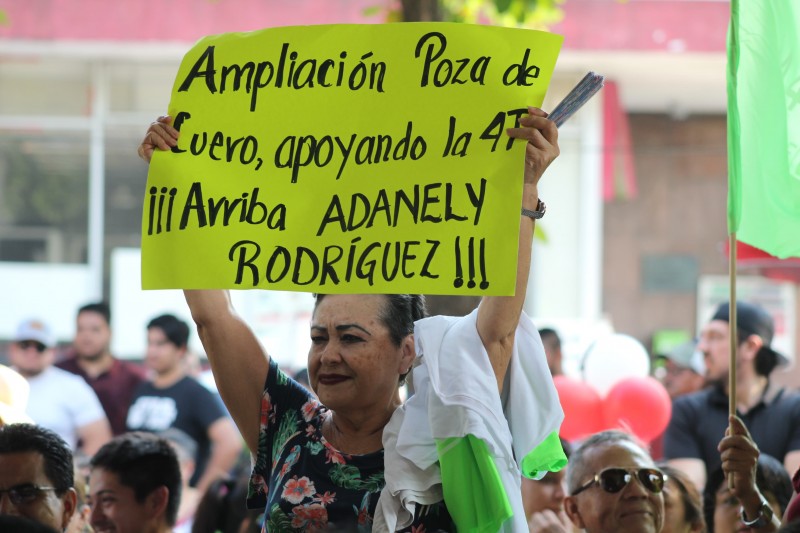 Ampliación Poza de
Cuero, apoyando la 4T
¡¡¡Arriba ADANELY
RODRÍGUEZ!!!